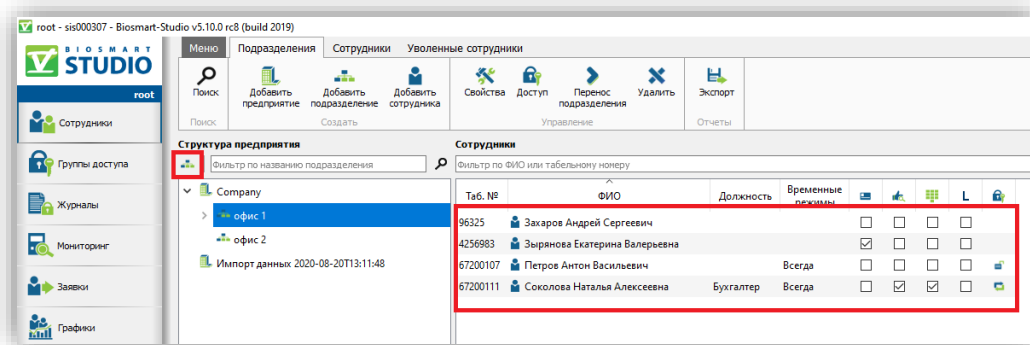 root - sis000307 - Biosmart-Studio v5.10.0 rc8 (build 2019)
BIOSMART
STUDIO
root
Сотрудники
Группы доступа
Журналы
Мониторинг
Заявки
Графики
Меню Подразделения Сотрудники Уволенные сотрудники
Поиск Добавить предприятие Добавить подразделение Добавить сотрудника Свойства Доступ Перенос подразделения Удалить Экспорт
Поиск Создать Управление Отчеты
Структура предприятия Сотрудники
Фильтр по названию подразделения Фильтр по ФИО или табельному номеру
Company
офис 1
офис 2
Импорт данных 2020-08-20T13:11:48
Таб. № ФИО Должность Временные режимы L
96325 Захаров Андрей Сергеевич
4256983 Зырянова Екатерина Валерьевна
67200107 Петров Антон Васильевич Всегда
67200111 Соколова Наталья Алексеевна Бухгалтер Всегда